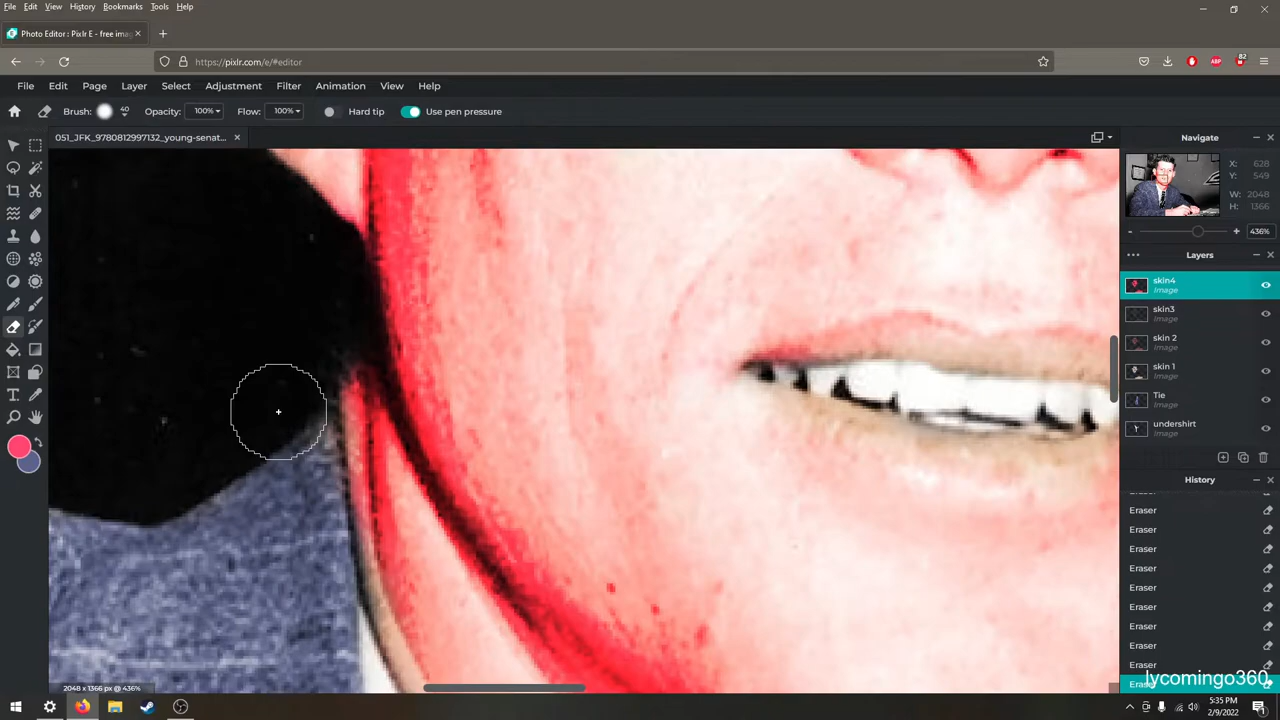 File Edit View History Bookmarks Tools Help
Photo Editor : Pixlr E - free imag
https://pixlr.com/e/#editor
82
File Edit Page Layer Select Adjustment Filter Animation View Help
Brush: 40 Opacity: 100% Flow: 100% Hard tip Use pen pressure
051_JFK_9780812997132_young-senat...
Navigate
X: 628
Y: 549
W: 2048
H: 1366
436%
Layers
skin4
Image
skin3
Image
skin 2
Image
skin 1
Image
Tie
Image
undershirt
Image
History
Eraser
Eraser
Eraser
Eraser
Eraser
Eraser
Eraser
Eraser
Eraser
lycomingo360
2048 x 1366 px @ 436%
5:35 PM
2/9/2022